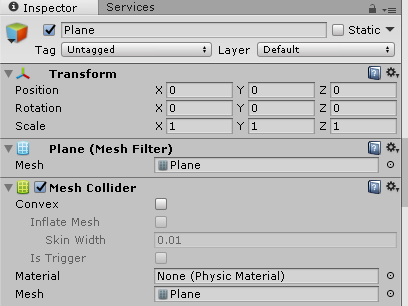 Inspector Services
Plane Static
Tag Untagged Layer Default
Transform
Position X 0 Y 0 Z 0
Rotation X 0 Y 0 Z 0
Scale X 1 Y 1 Z 1
Plane (Mesh Filter)
Mesh Plane
Mesh Collider
Convex
Inflate Mesh
Skin Width 0.01
Is Trigger
Material None (Physic Material)
Mesh Plane